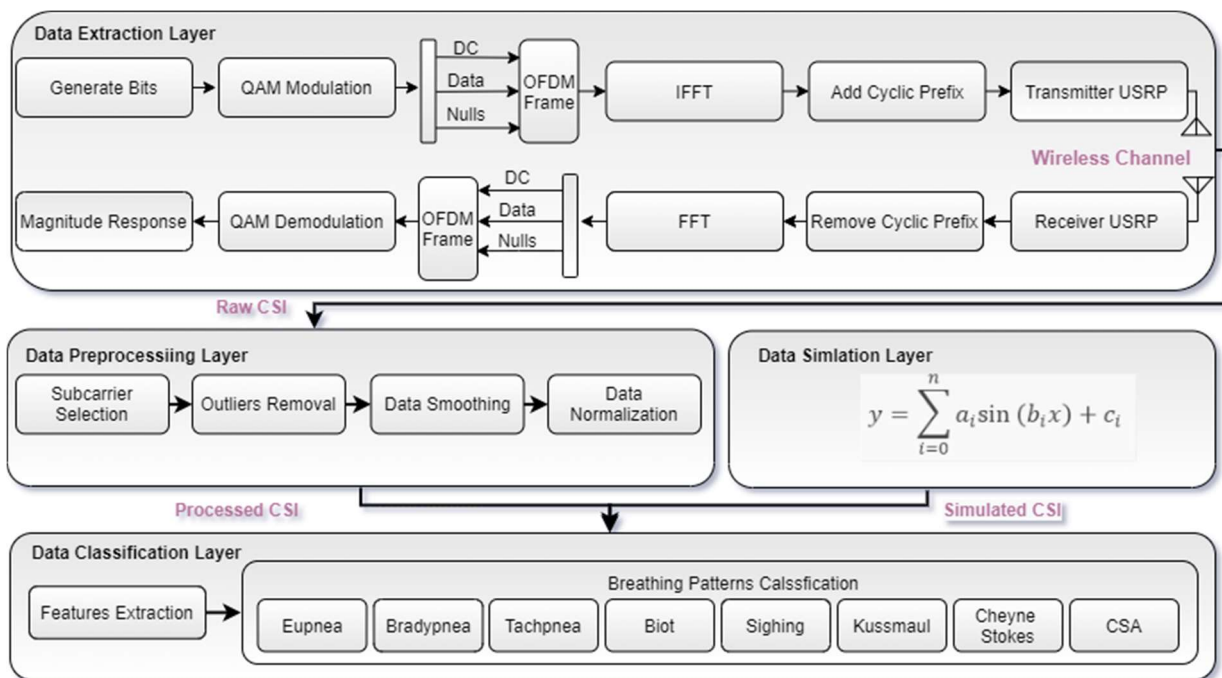 Data Extraction Layer
Generate Bits
QAM Modulation
DC
Data
Nulls
OFDM
Frame
IFFT
Add Cyclic Prefix
Transmitter USRP
Wireless Channel
Magnitude Response
QAM Demodulation
OFDM
Frame
DC
Data
Nulls
FFT
Remove Cyclic Prefix
Receiver USRP
Raw CSI
Data Preprocessiing Layer
Subcarrier
Selection
Outliers Removal
Data Smoothing
Data
Normalization
Data Simlation Layer
y = \sum_{i=0}^{n} a_i sin (b_i x) + c_i
Processed CSI
Simulated CSI
Data Classification Layer
Features Extraction
Breathing Patterns Calssfication
Eupnea
Bradypnea
Tachpnea
Biot
Sighing
Kussmaul
Cheyne
Stokes
CSA